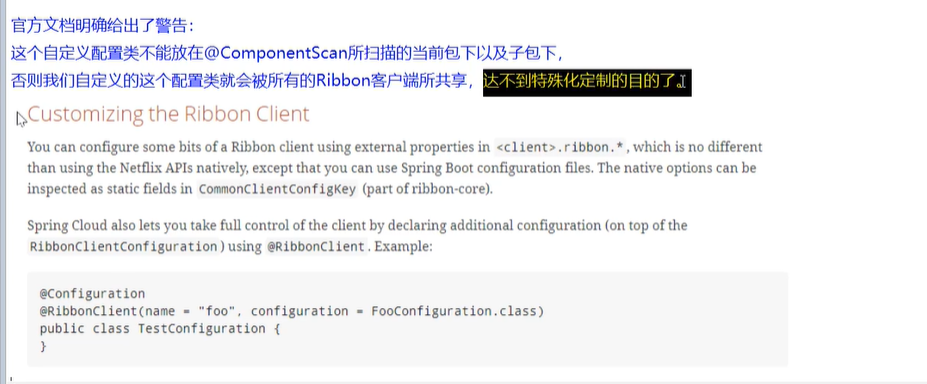 官方文档明确给出了警告：
这个自定义配置类不能放在@ComponentScan所扫描的当前包下以及子包下，
否则我们自定义的这个配置类就会被所有的Ribbon客户端所共享，达不到特殊化定制的目的了。
Customizing the Ribbon Client
You can configure some bits of a Ribbon client using external properties in <client>.ribbon.*, which is no different
than using the Netflix APIs natively, except that you can use Spring Boot configuration files. The native options can be
inspected as static fields in CommonClientConfigKey (part of ribbon-core).
Spring Cloud also lets you take full control of the client by declaring additional configuration (on top of the
RibbonClientConfiguration) using @RibbonClient. Example:
@Configuration
@RibbonClient(name = "foo", configuration = FooConfiguration.class)
public class TestConfiguration {
}